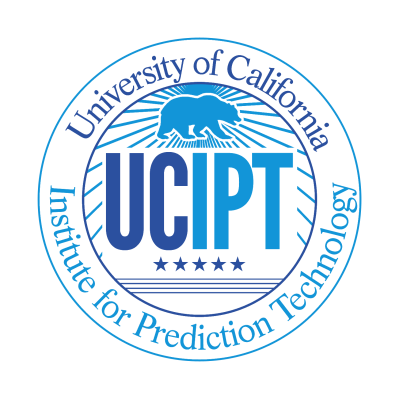 University of California
UCIPT
Institute for Prediction Technology